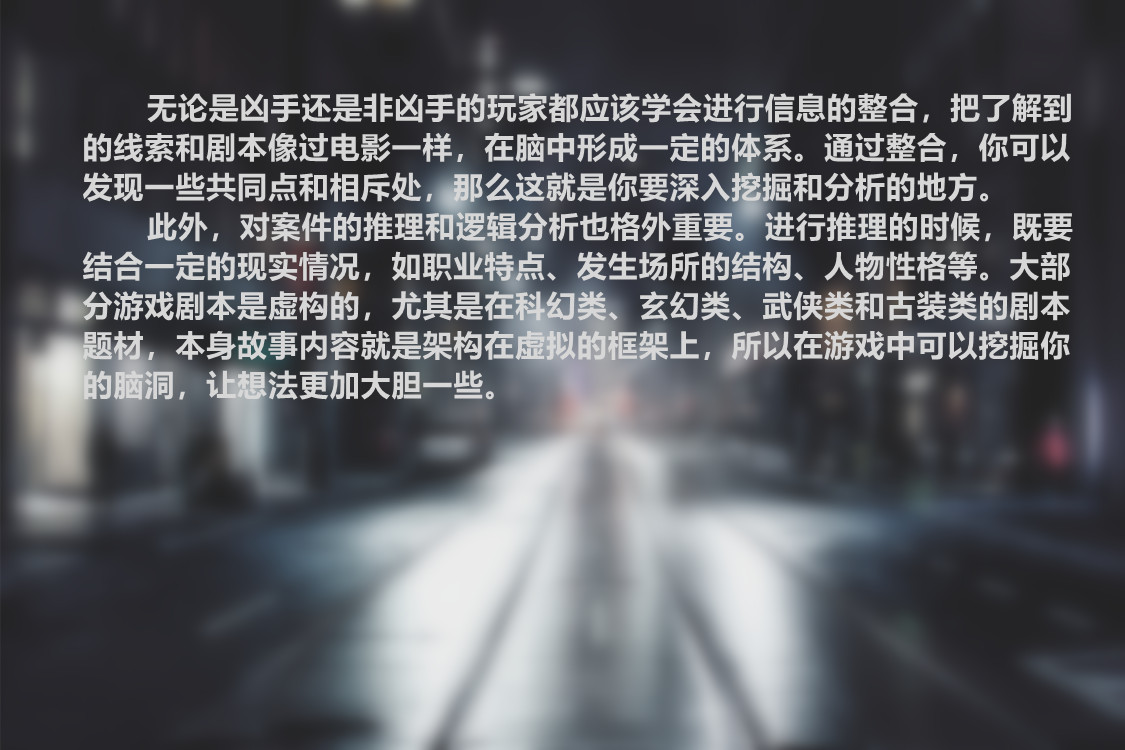 无论是凶手还是非凶手的玩家都应该学会进行信息的整合，把了解到
的线索和剧本像过电影一样，在脑中形成一定的体系。通过整合，你可以
发现一些共同点和相斥处，那么这就是你要深入挖掘和分析的地方。
此外，对案件的推理和逻辑分析也格外重要。进行推理的时候，既要
结合一定的现实情况，如职业特点、发生场所的结构、人物性格等。大部
分游戏剧本是虚构的，尤其是在科幻类、玄幻类、武侠类和古装类的剧本
题材，本身故事内容就是架构在虚拟的框架上，所以在游戏中可以挖掘你
的脑洞，让想法更加大胆一些。